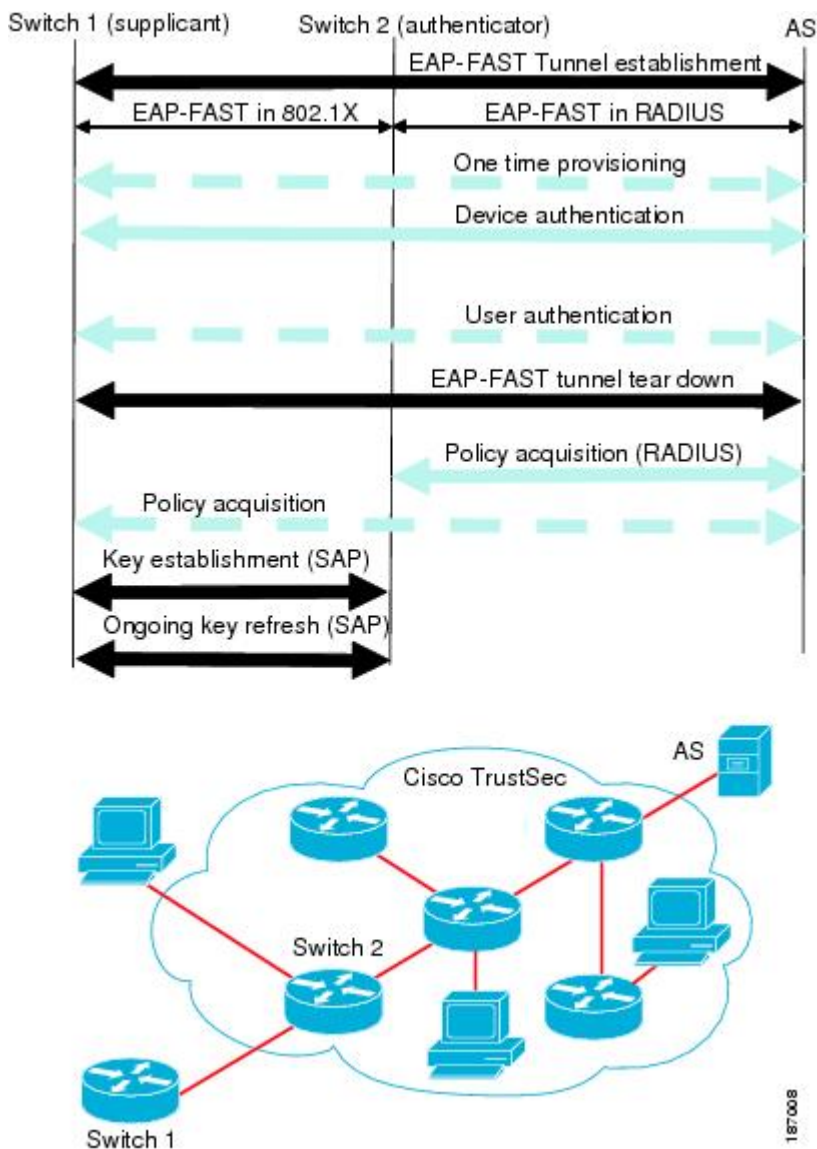 Switch 1 (supplicant) Switch 2 (authenticator) AS
EAP-FAST Tunnel establishment
EAP-FAST in 802.1X EAP-FAST in RADIUS
One time provisioning
Device authentication
User authentication
EAP-FAST tunnel tear down
Policy acquisition (RADIUS)
Policy acquisition
Key establishment (SAP)
Ongoing key refresh (SAP)
AS
Cisco TrustSec
Switch 2
Switch 1
187008